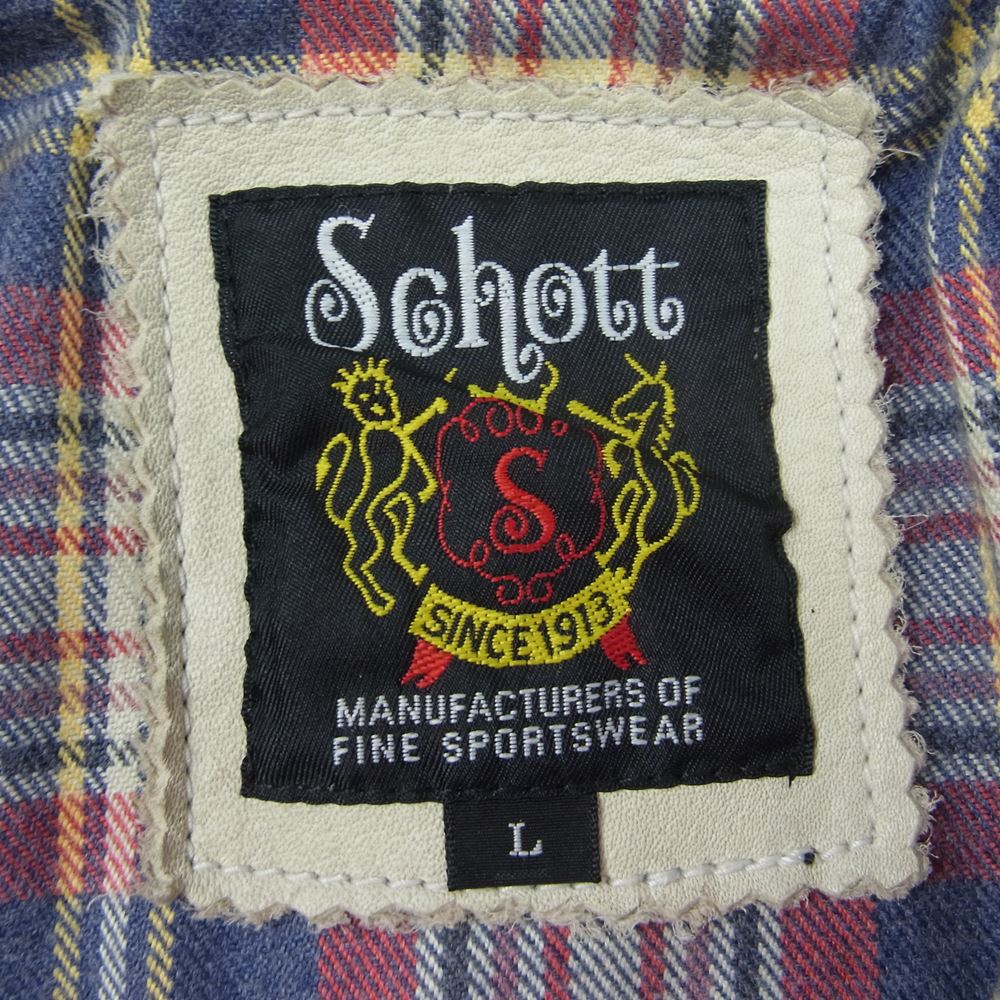 Schott
S
SINCE 1913
MANUFACTURERS OF
FINE SPORTSWEAR
L